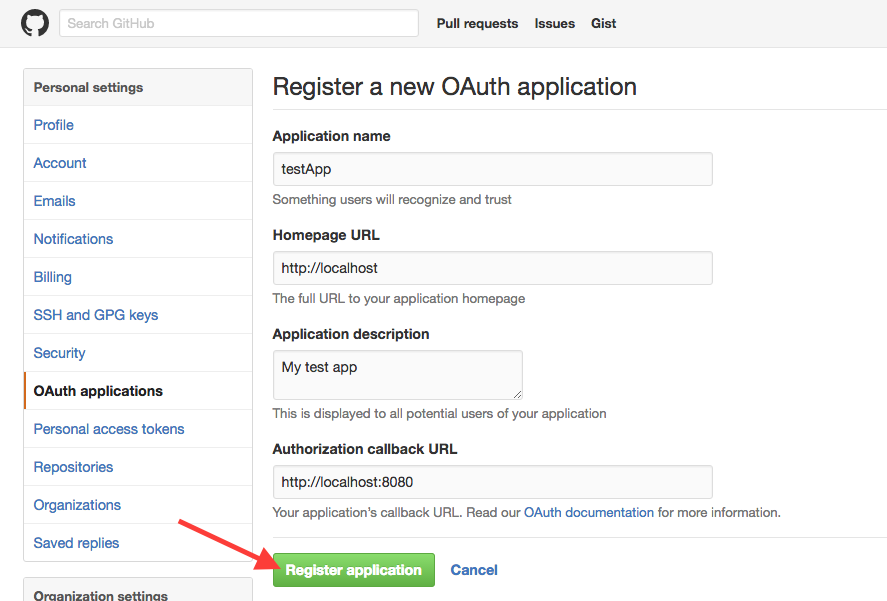 Search GitHub Pull requests Issues Gist
Personal settings
Profile
Account
Emails
Notifications
Billing
SSH and GPG keys
Security
OAuth applications
Personal access tokens
Repositories
Organizations
Saved replies
Organization settings
Register a new OAuth application
Application name
testApp
Something users will recognize and trust
Homepage URL
http://localhost
The full URL to your application homepage
Application description
My test app
This is displayed to all potential users of your application
Authorization callback URL
http://localhost:8080
Your application's callback URL. Read our OAuth documentation for more information.
Register application Cancel